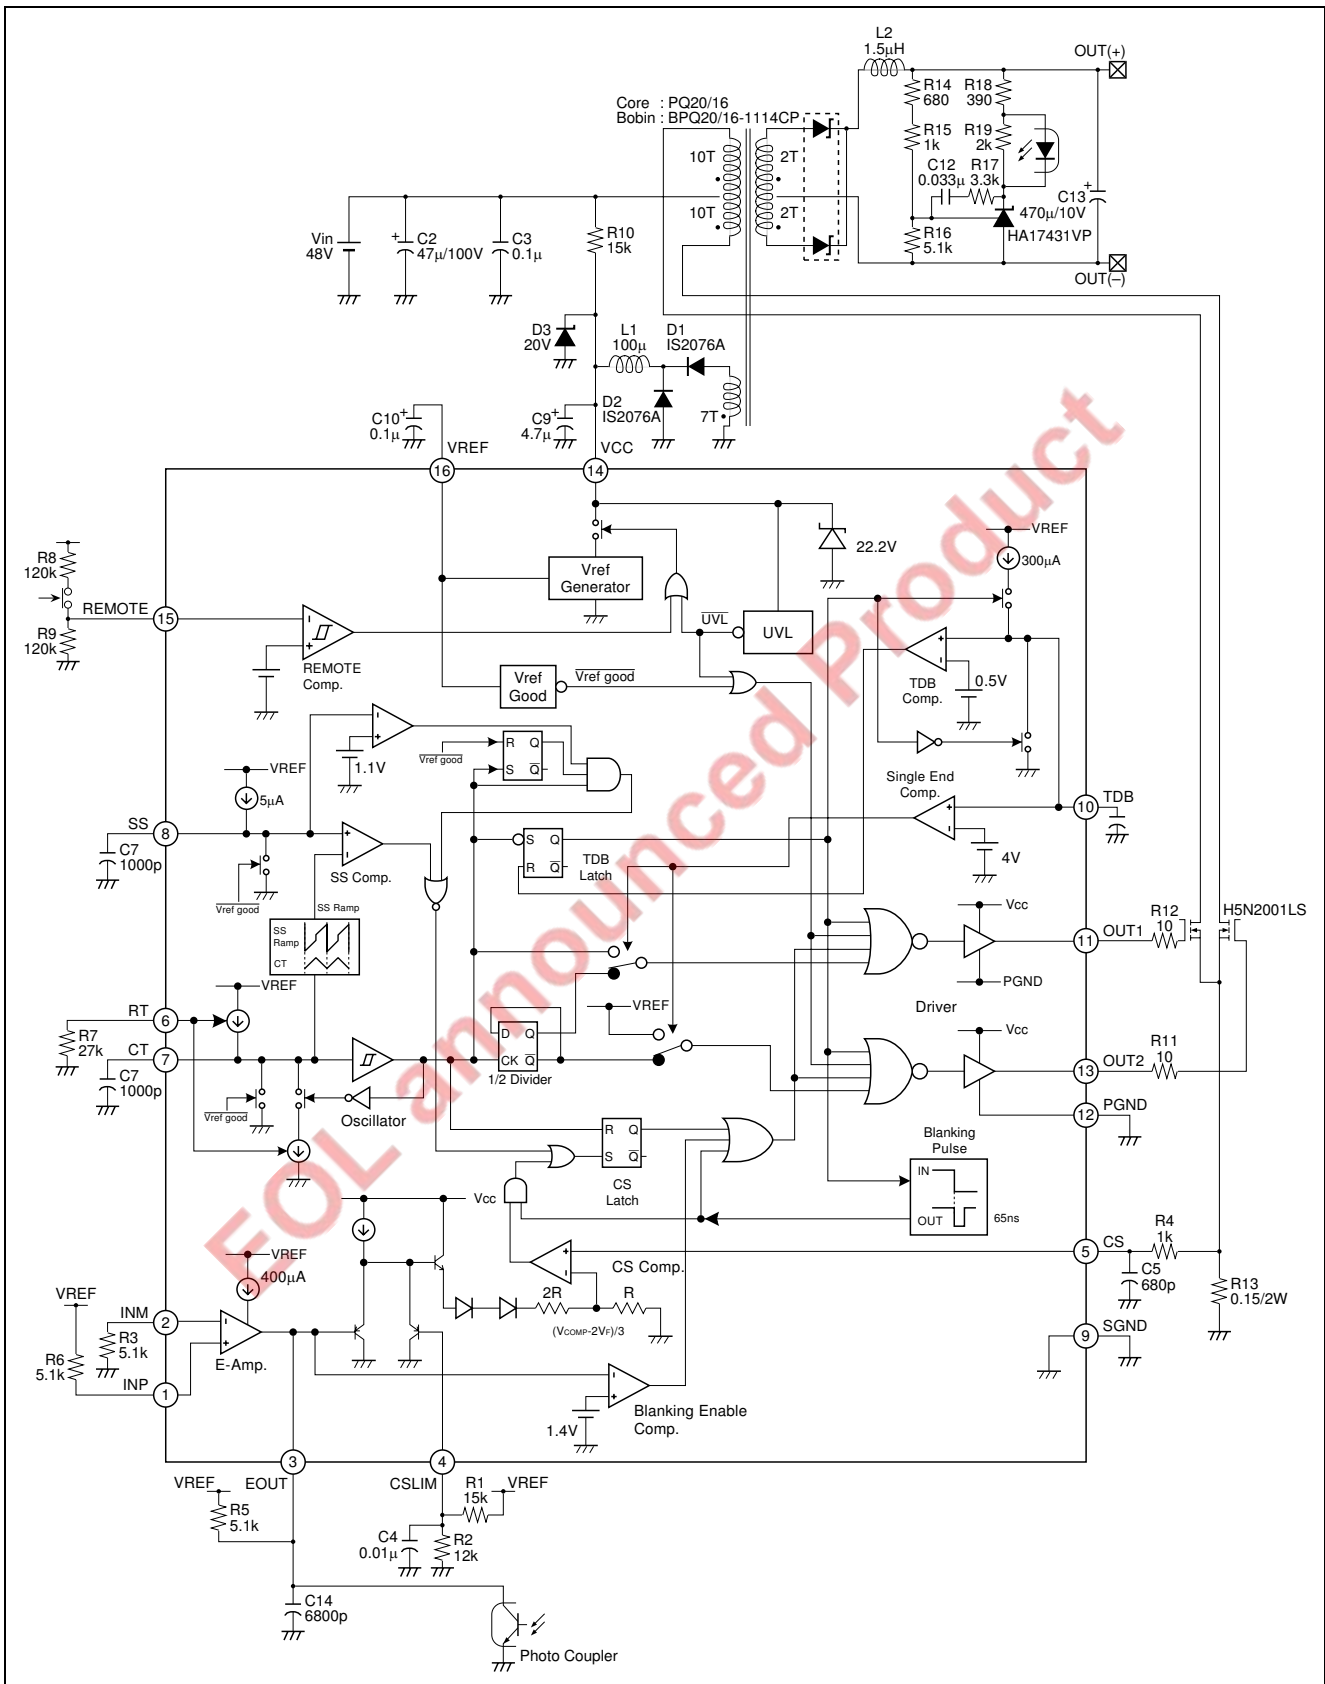 L2
1.5μH
OUT(+)
R14
680
R18
390
Core : PQ20/16
Bobin : BPQ20/16-1114CP
R15
1k
R19
2k
10T
2T
C12
0.033μ
R17
3.3k
C13
470μ/10V
10T
2T
Vin
48V
C2
47μ/100V
C3
0.1μ
R10
15k
R16
5.1k
HA17431VP
OUT(–)
D3
20V
L1
100μ
D1
IS2076A
D2
IS2076A
7T
C10
0.1μ
C9
4.7μ
VREF
VCC
16
14
VREF
22.2V
300μA
R8
120k
Vref
Generator
REMOTE
15
UVL
UVL
R9
120k
REMOTE
Comp.
Vref
Good
Vref good
TDB
Comp.
0.5V
1.1V
Vref good
R
Q
S
Q
VREF
5μA
Single End
Comp.
10
TDB
SS
8
C7
1000p
SS Comp.
S
Q
R
Q
TDB
Latch
4V
Vref good
SS Ramp
SS
Ramp
CT
Vcc
R12
10
H5N2001LS
11
OUT1
VREF
PGND
RT
6
VREF
Driver
R7
27k
CT
7
D
Q
CK
Q
Vcc
R11
10
13
OUT2
C7
1000p
1/2 Divider
Vref good
Oscillator
PGND
12
R
Q
S
Q
CS
Latch
Blanking
Pulse
IN
OUT
65ns
Vcc
R4
1k
5
CS
VREF
400μA
CS Comp.
C5
680p
R13
0.15/2W
VREF
INM
2
2R
R
(VCOMP-2VF)/3
SGND
9
R3
5.1k
R6
5.1k
E-Amp.
INP
1
Blanking Enable
Comp.
1.4V
3
4
EOUT
CSLIM
VREF
R5
5.1k
R1
15k
VREF
C4
0.01μ
R2
12k
C14
6800p
Photo Coupler
EOL announced Product